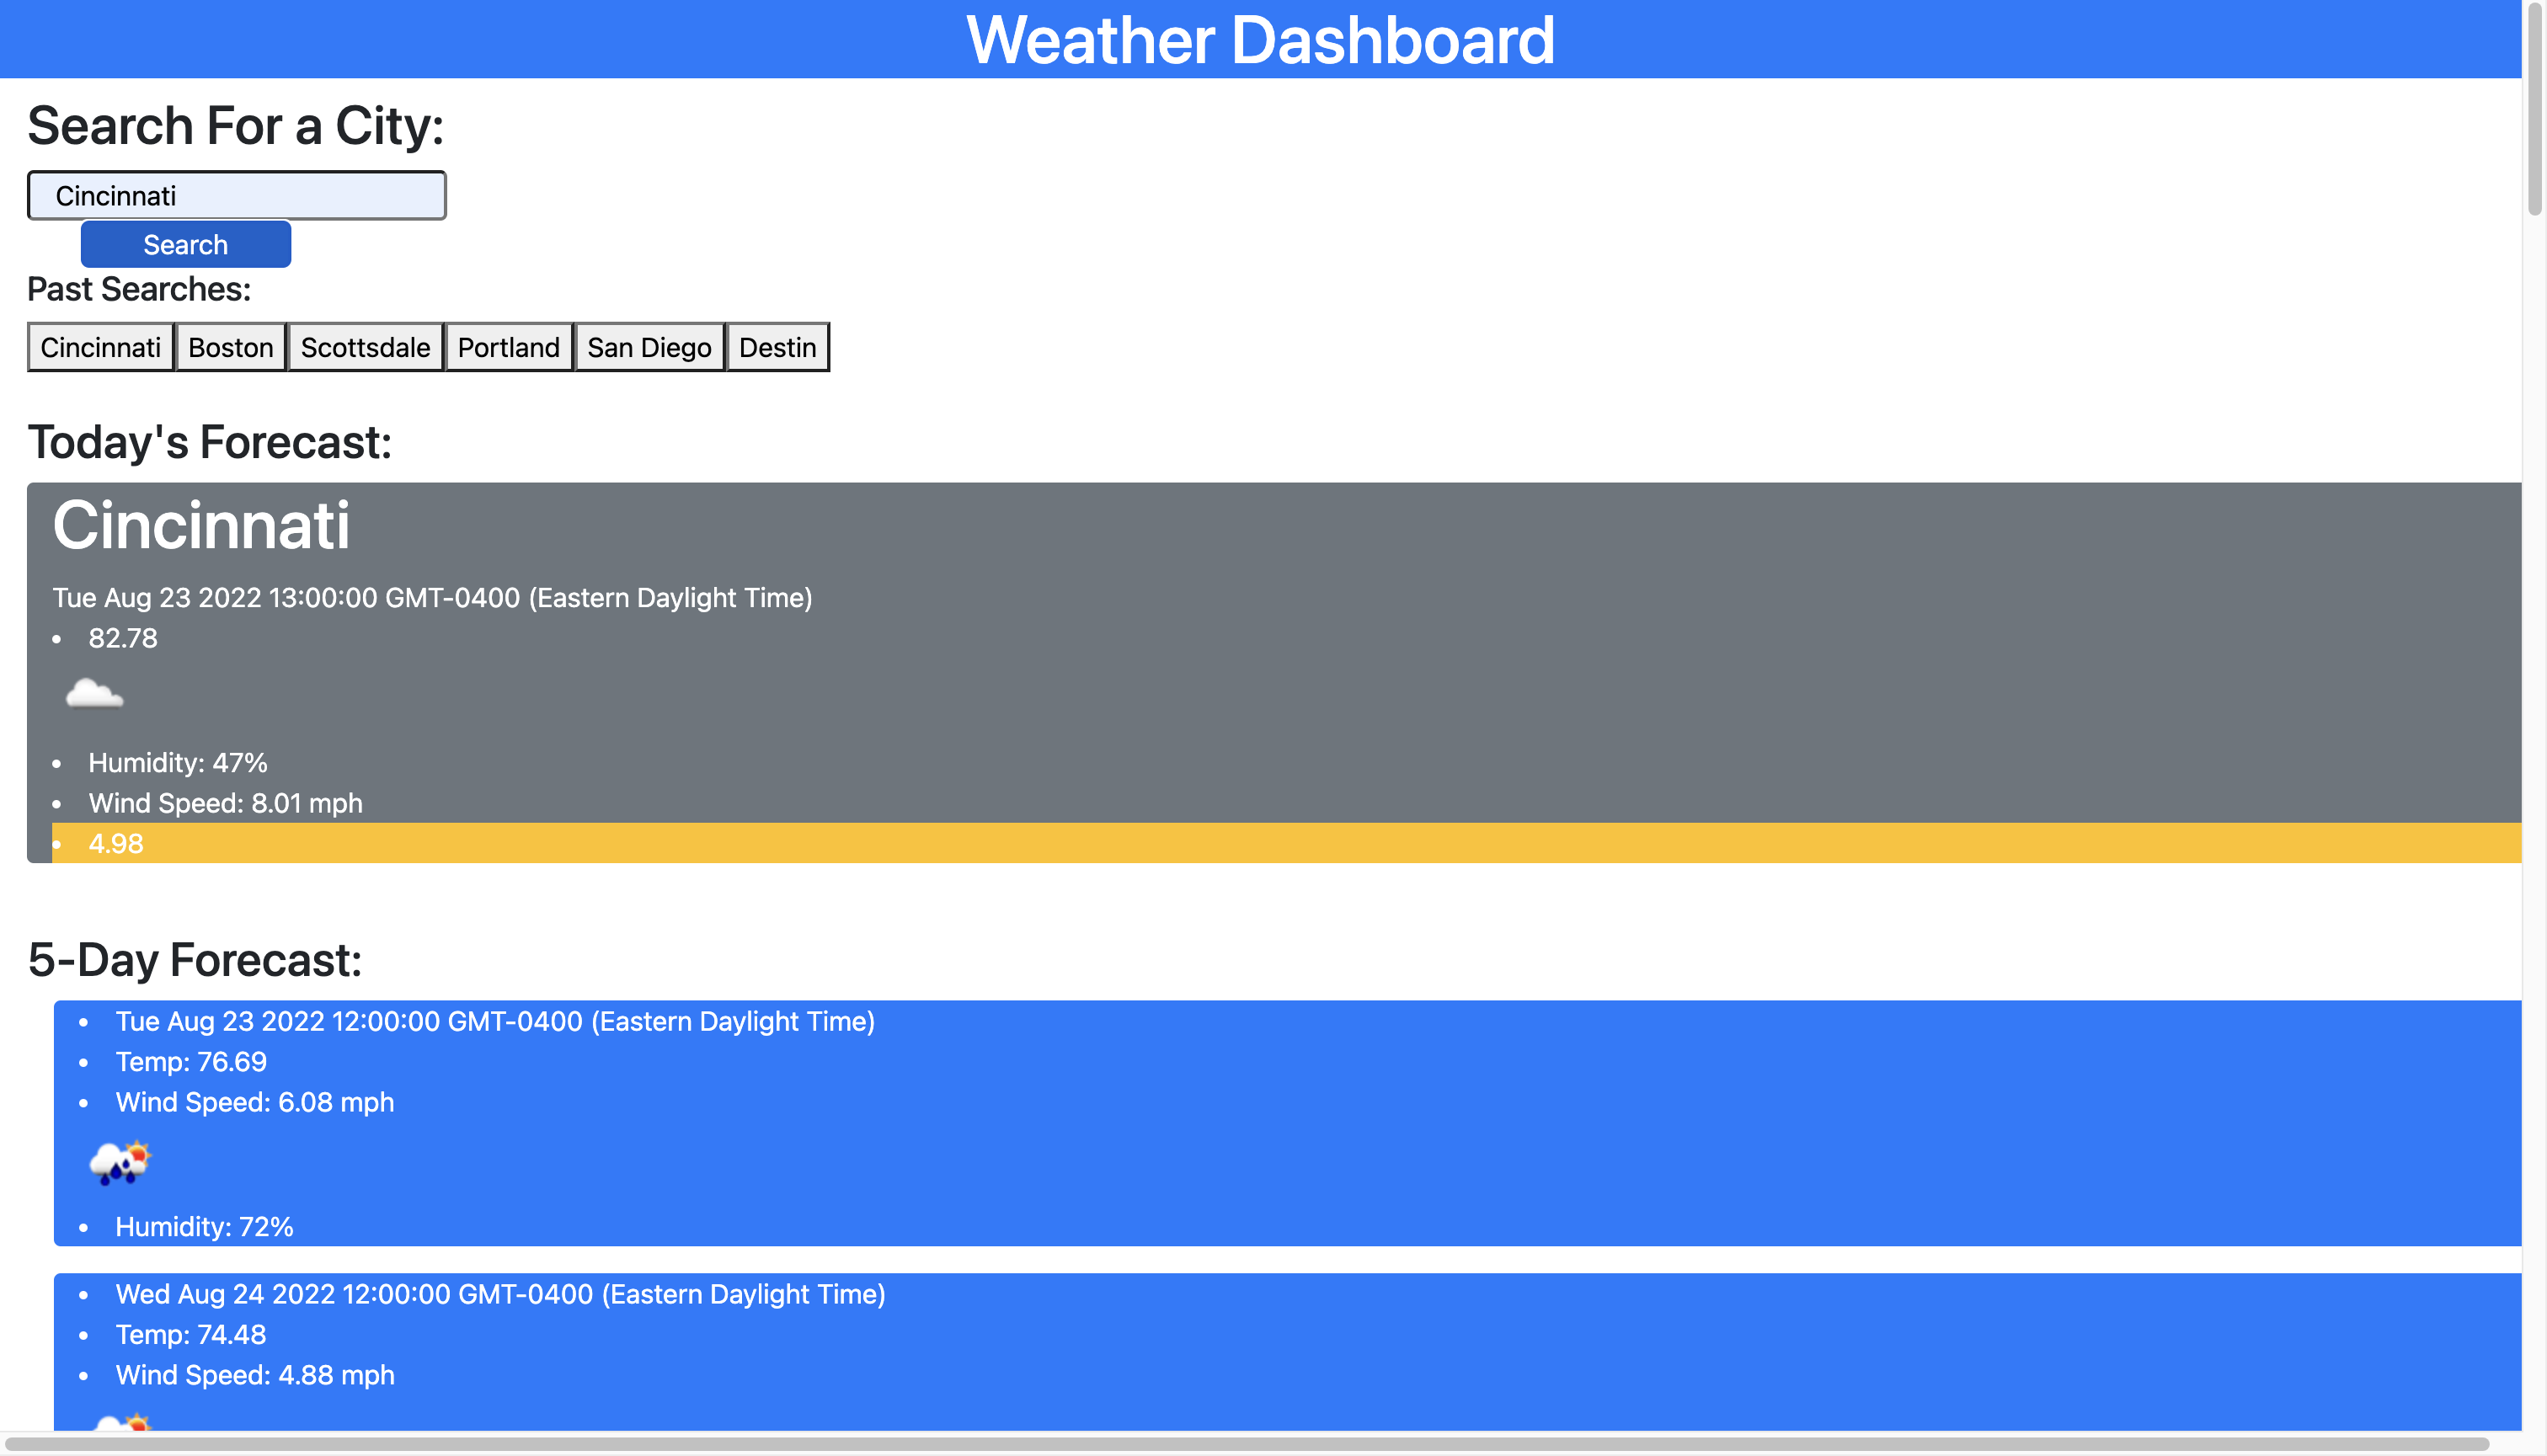 Weather Dashboard
Search For a City:
Cincinnati
Search
Past Searches:
Cincinnati Boston Scottsdale Portland San Diego Destin
Today's Forecast:
Cincinnati
Tue Aug 23 2022 13:00:00 GMT-0400 (Eastern Daylight Time)
• 82.78
• Humidity: 47%
• Wind Speed: 8.01 mph
• 4.98
5-Day Forecast:
• Tue Aug 23 2022 12:00:00 GMT-0400 (Eastern Daylight Time)
• Temp: 76.69
• Wind Speed: 6.08 mph
• Humidity: 72%
• Wed Aug 24 2022 12:00:00 GMT-0400 (Eastern Daylight Time)
• Temp: 74.48
• Wind Speed: 4.88 mph